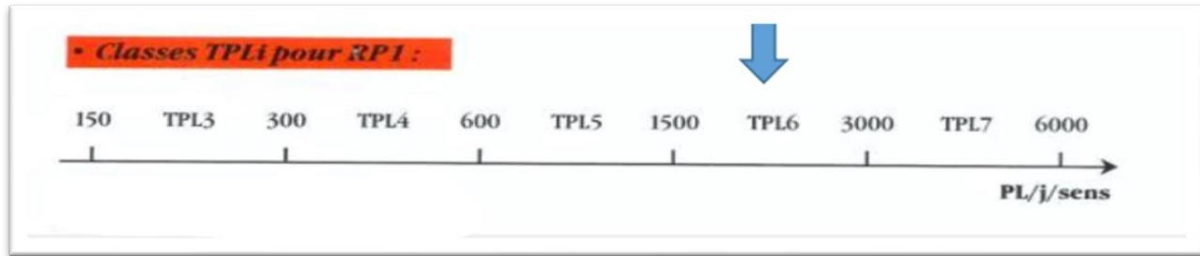 • Classes TPLi pour RP1 :
150 TPL3 300 TPL4 600 TPL5 1500 TPL6 3000 TPL7 6000
PL/j/sens